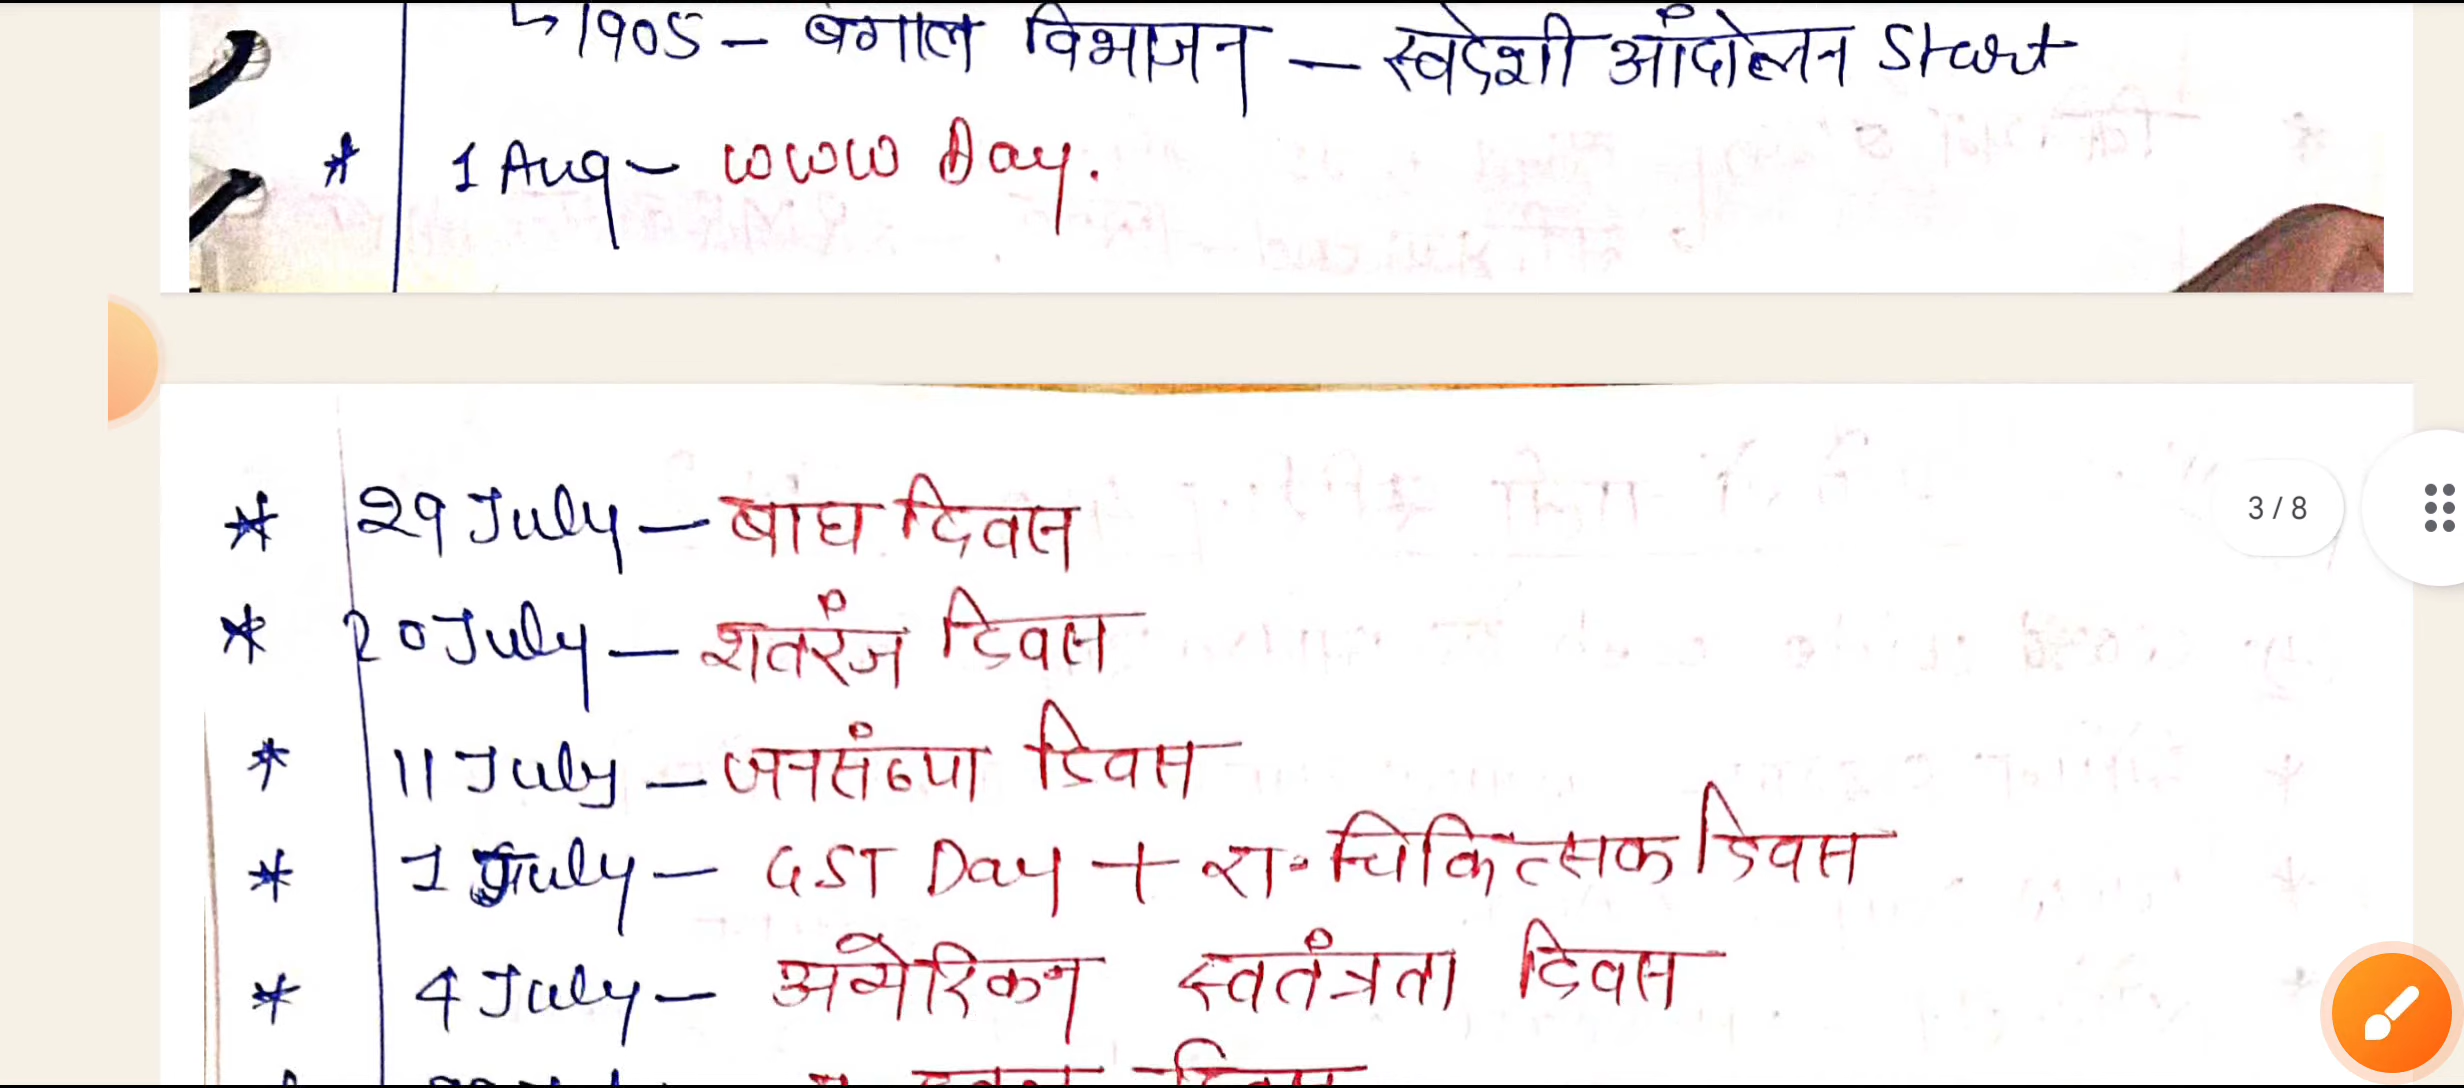 ↳ 1905 – बंगाल विभाजन – स्वदेशी आंदोलन Start
* 1 Aug – WWW Day.
* 29 July – बाघ दिवस
3 / 8
* 20 July – शतरंज दिवस
* 11 July – जनसंख्या दिवस
* 1 July – GST Day + रा॰ चिकित्सक दिवस
* 4 July – अमेरिकन स्वतंत्रता दिवस